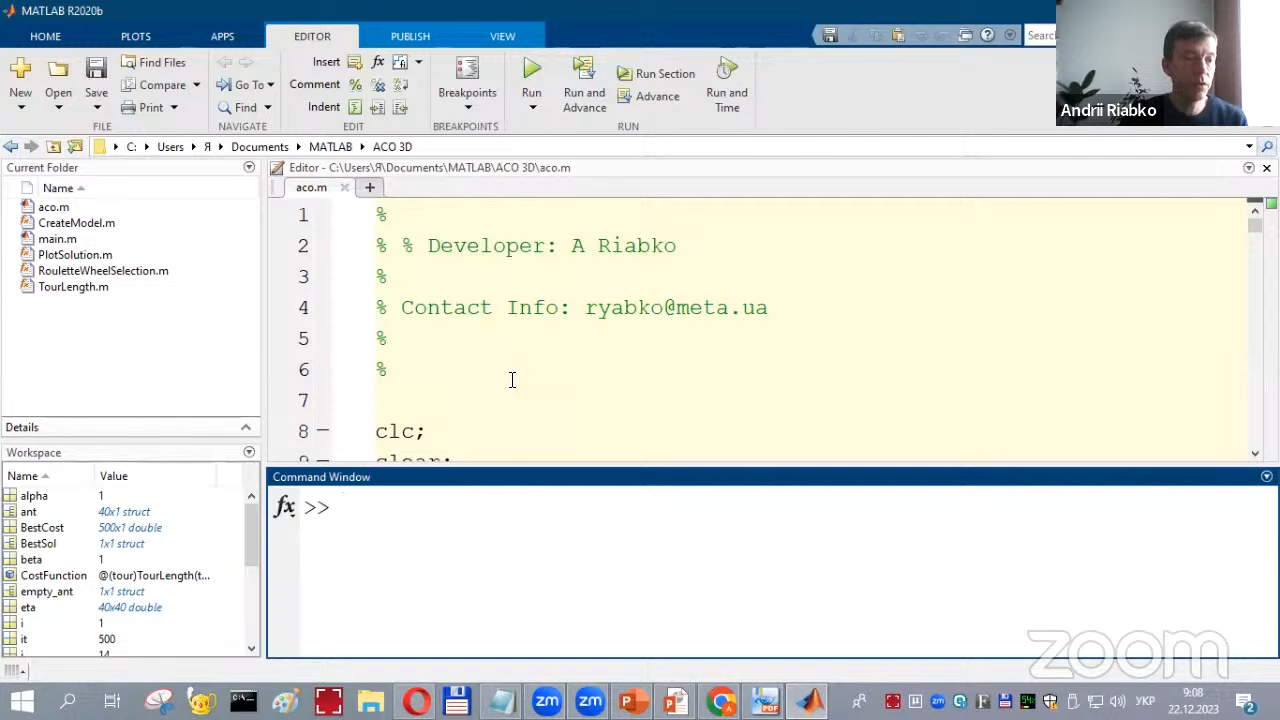 MATLAB R2020b
HOME PLOTS APPS EDITOR PUBLISH VIEW Search
New Open Save Find Files Compare Print
Go To Find
Insert fx
Comment
Indent
Breakpoints
Run Run and Advance Run Section Advance Run and Time
FILE NAVIGATE EDIT BREAKPOINTS RUN
Andrii Riabko
C: Users Я Documents MATLAB ACO 3D
Current Folder
Name
aco.m
CreateModel.m
main.m
PlotSolution.m
RouletteWheelSelection.m
TourLength.m
Details
Workspace
Name Value
alpha 1
ant 40x1 struct
BestCost 500x1 double
BestSol 1x1 struct
beta 1
CostFunction @(tour)TourLength(t...
empty_ant 1x1 struct
eta 40x40 double
i 1
it 500
j 14
Editor - C:\Users\Я\Documents\MATLAB\ACO 3D\aco.m
aco.m
1 %
2 % % Developer: A Riabko
3 %
4 % Contact Info: ryabko@meta.ua
5 %
6 %
7
8 clc;
9 clear;
Command Window
fx >>
zoom
УКР
9:08
22.12.2023
2